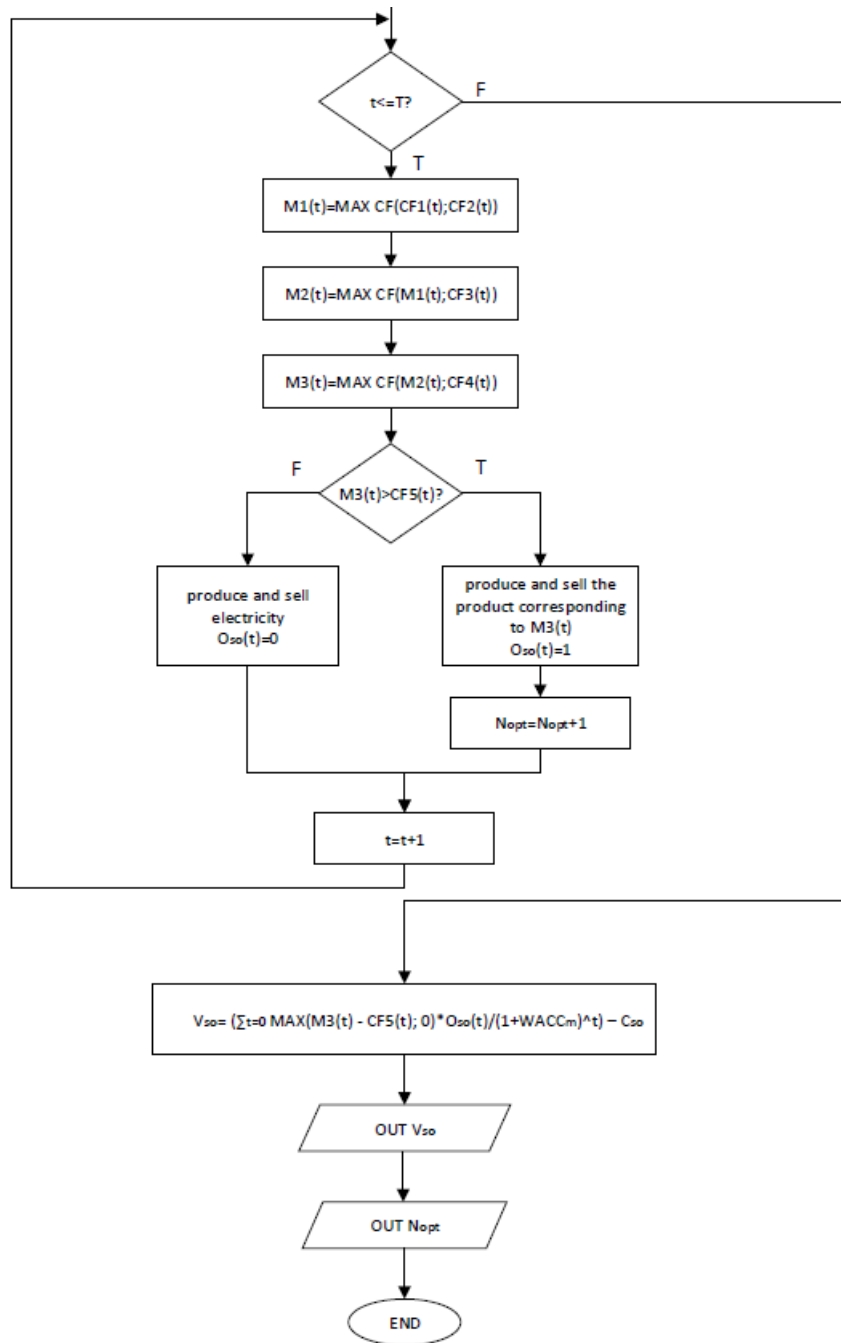 t<=T?
F
T
M1(t)=MAX CF(CF1(t);CF2(t))
M2(t)=MAX CF(M1(t);CF3(t))
M3(t)=MAX CF(M2(t);CF4(t))
F
T
M3(t)>CF5(t)?
produce and sell
electricity
Oso(t)=0
produce and sell the
product corresponding
to M3(t)
Oso(t)=1
Nopt=Nopt+1
t=t+1
Vso= (∑t=0 MAX(M3(t) - CF5(t); 0)*Oso(t)/(1+WACCm)^t) – Cso
OUT Vso
OUT Nopt
END